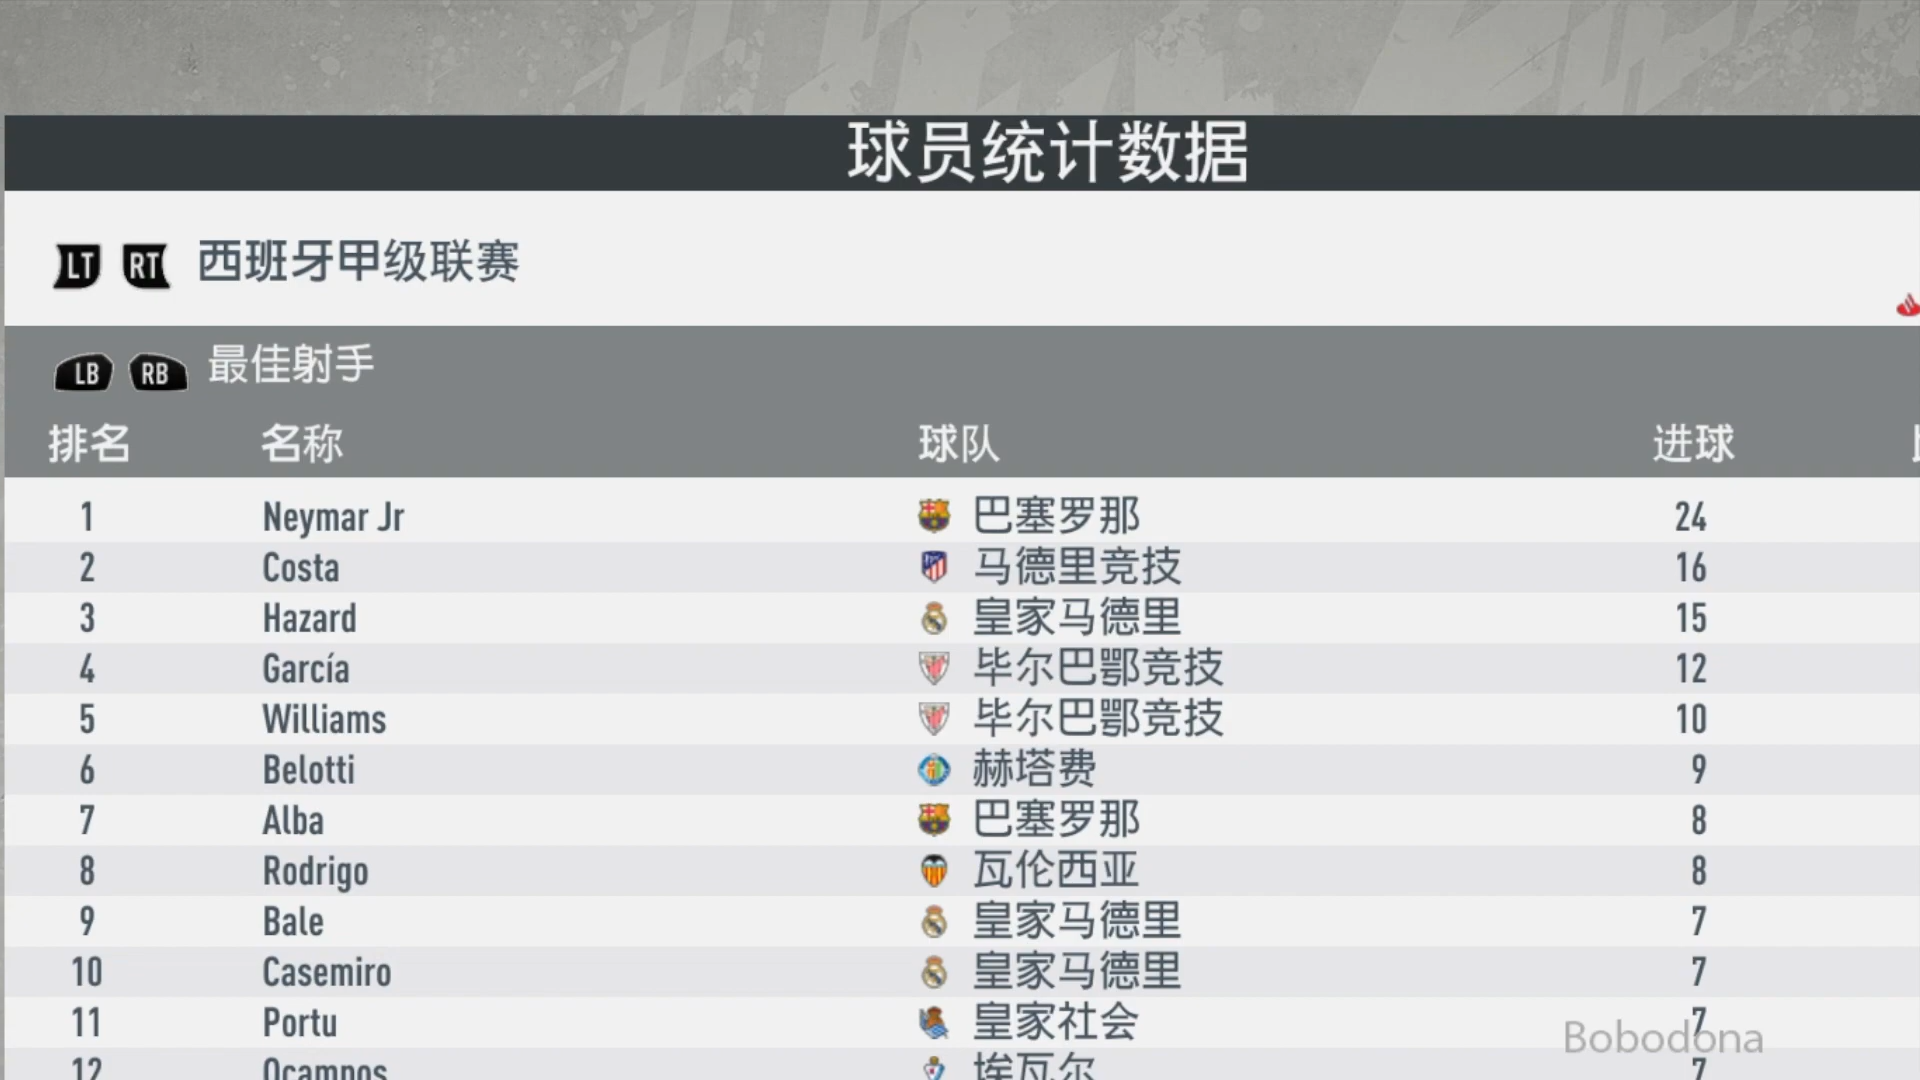 球员统计数据
LT RT 西班牙甲级联赛
LB RB 最佳射手
排名 名称 球队 进球
1 Neymar Jr 巴塞罗那 24
2 Costa 马德里竞技 16
3 Hazard 皇家马德里 15
4 García 毕尔巴鄂竞技 12
5 Williams 毕尔巴鄂竞技 10
6 Belotti 赫塔费 9
7 Alba 巴塞罗那 8
8 Rodrigo 瓦伦西亚 8
9 Bale 皇家马德里 7
10 Casemiro 皇家马德里 7
11 Portu 皇家社会 7
12 Ocampos 埃瓦尔 7
Bobodona